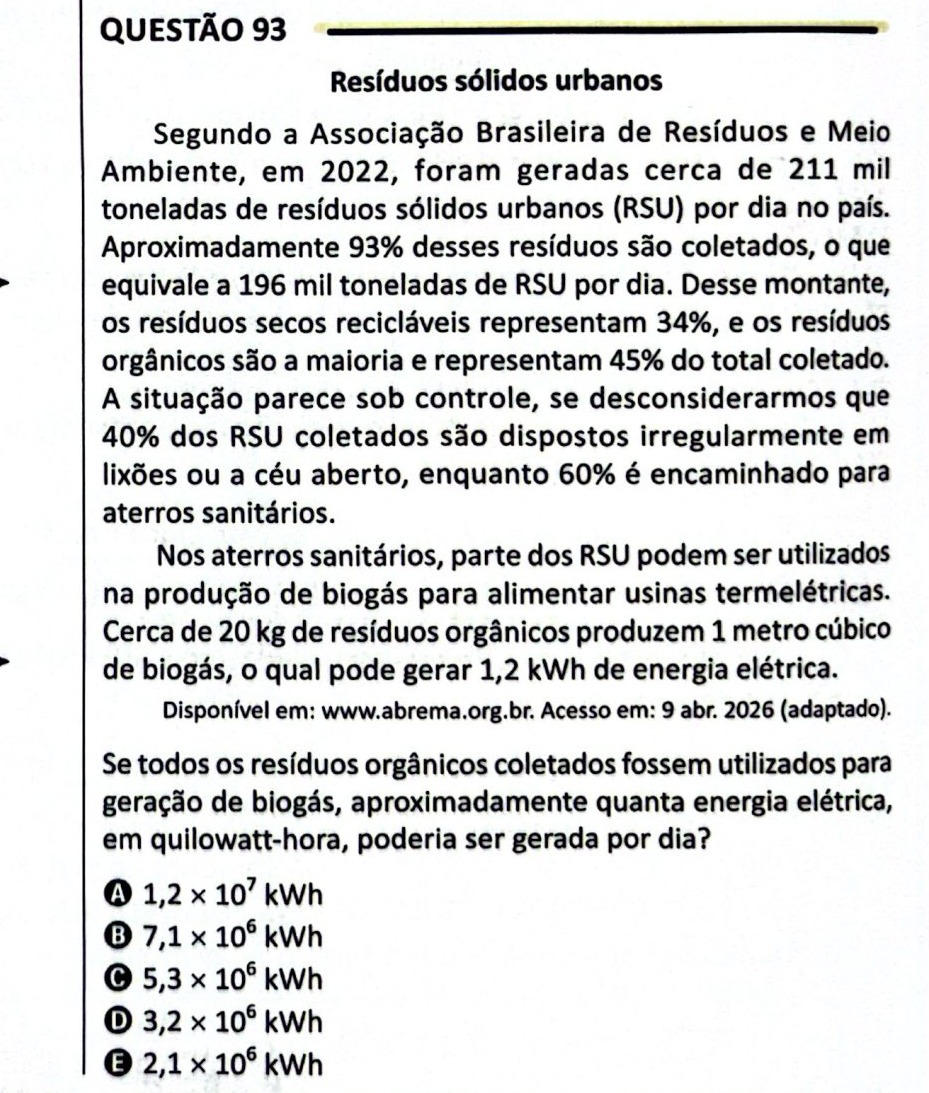 QUESTÃO 93
Resíduos sólidos urbanos
Segundo a Associação Brasileira de Resíduos e Meio
Ambiente, em 2022, foram geradas cerca de 211 mil
toneladas de resíduos sólidos urbanos (RSU) por dia no país.
Aproximadamente 93% desses resíduos são coletados, o que
equivale a 196 mil toneladas de RSU por dia. Desse montante,
os resíduos secos recicláveis representam 34%, e os resíduos
orgânicos são a maioria e representam 45% do total coletado.
A situação parece sob controle, se desconsiderarmos que
40% dos RSU coletados são dispostos irregularmente em
lixões ou a céu aberto, enquanto 60% é encaminhado para
aterros sanitários.
Nos aterros sanitários, parte dos RSU podem ser utilizados
na produção de biogás para alimentar usinas termelétricas.
Cerca de 20 kg de resíduos orgânicos produzem 1 metro cúbico
de biogás, o qual pode gerar 1,2 kWh de energia elétrica.
Disponível em: www.abrema.org.br. Acesso em: 9 abr. 2026 (adaptado).
Se todos os resíduos orgânicos coletados fossem utilizados para
geração de biogás, aproximadamente quanta energia elétrica,
em quilowatt-hora, poderia ser gerada por dia?
A 1,2 × 10⁷ kWh
B 7,1 × 10⁶ kWh
C 5,3 × 10⁶ kWh
D 3,2 × 10⁶ kWh
E 2,1 × 10⁶ kWh